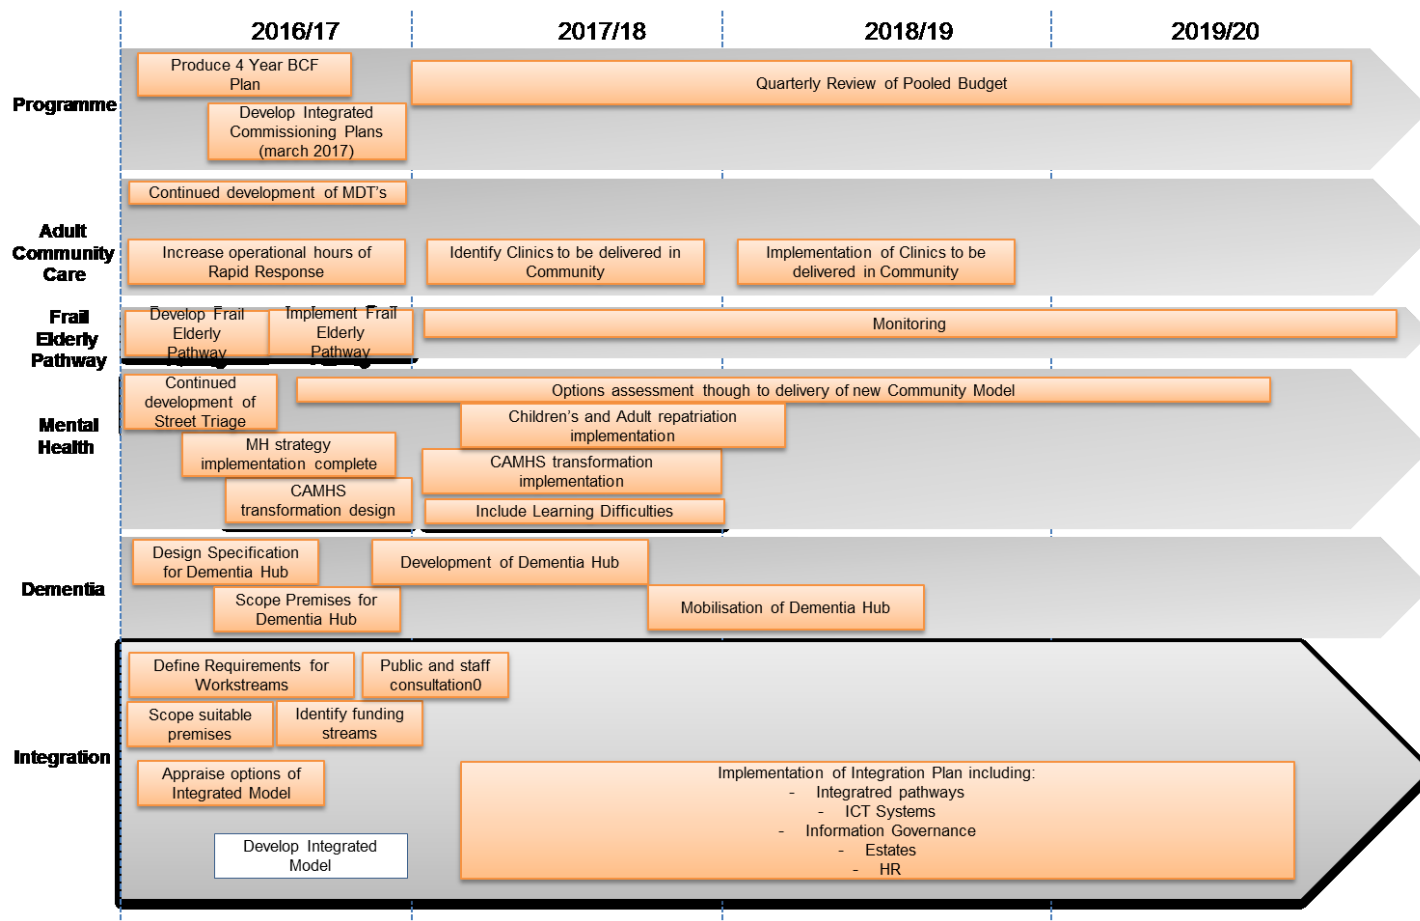 2016/17
2017/18
2018/19
2019/20
Programme
Produce 4 Year BCF
Plan
Quarterly Review of Pooled Budget
Develop Integrated
Commissioning Plans
(march 2017)
Adult
Community
Care
Continued development of MDT's
Increase operational hours of
Rapid Response
Identify Clinics to be delivered in
Community
Implementation of Clinics to be
delivered in Community
Frail
Elderly
Pathway
Develop Frail
Elderly
Pathway
Implement Frail
Elderly
Pathway
Monitoring
Mental
Health
Continued
development of
Street Triage
Options assessment though to delivery of new Community Model
Children's and Adult repatriation
implementation
MH strategy
implementation complete
CAMHS transformation
implementation
CAMHS
transformation design
Include Learning Difficulties
Dementia
Design Specification
for Dementia Hub
Development of Dementia Hub
Scope Premises for
Dementia Hub
Mobilisation of Dementia Hub
Integration
Define Requirements for
Workstreams
Public and staff
consultation0
Scope suitable
premises
Identify funding
streams
Appraise options of
Integrated Model
Develop Integrated
Model
Implementation of Integration Plan including:
- Integratred pathways
- ICT Systems
- Information Governance
- Estates
- HR